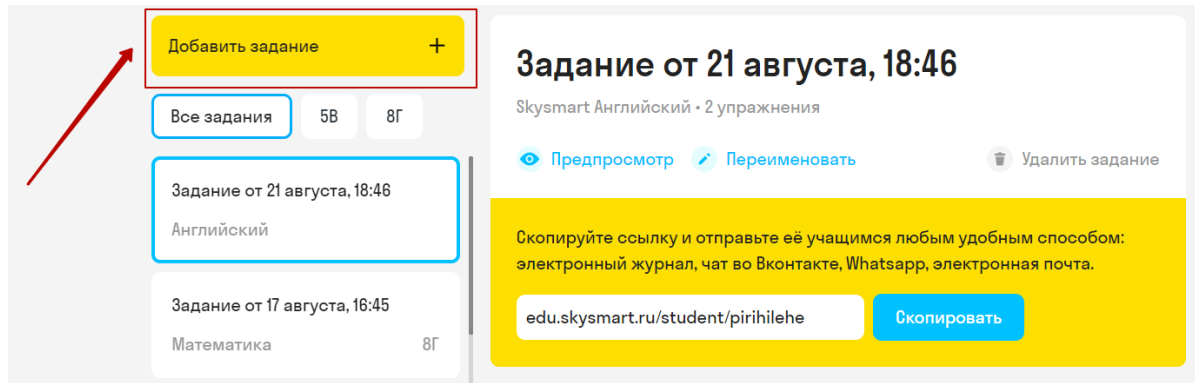 Добавить задание +
Все задания 5В 8Г
Задание от 21 августа, 18:46
Английский
Задание от 17 августа, 16:45
Математика 8Г
Задание от 21 августа, 18:46
Skysmart Английский • 2 упражнения
Предпросмотр Переименовать Удалить задание
Скопируйте ссылку и отправьте её учащимся любым удобным способом:
электронный журнал, чат во Вконтакте, Whatsapp, электронная почта.
edu.skysmart.ru/student/pirihilehe Скопировать